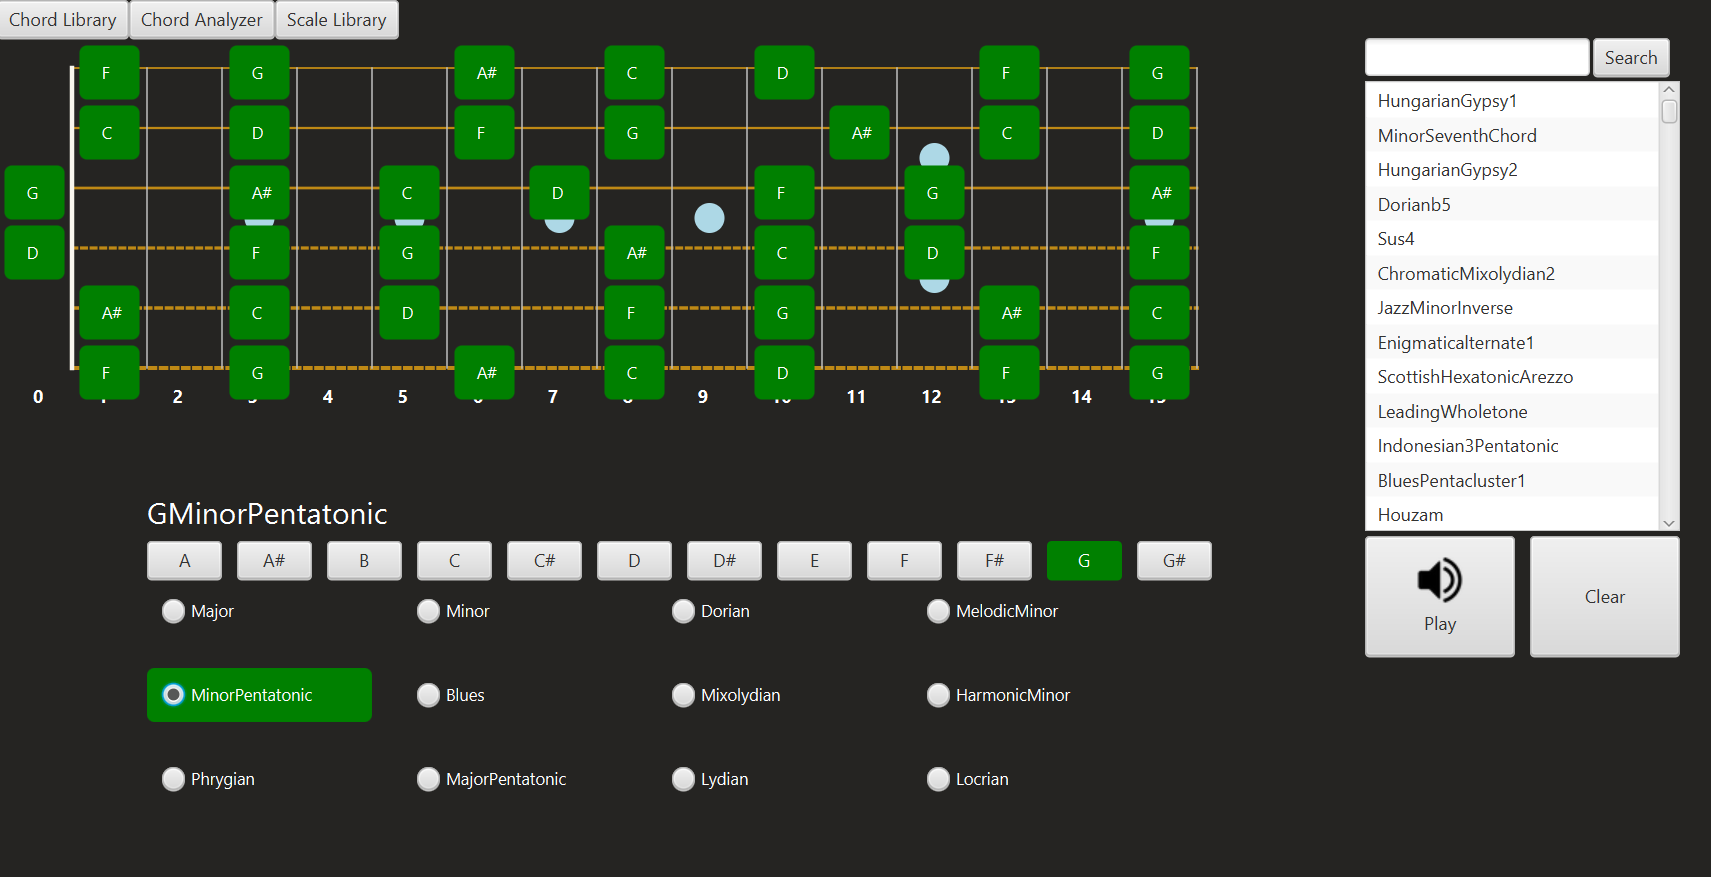 Chord Library Chord Analyzer Scale Library
Search
F G A# C D F G
C D F G A# C D
G A# C D F G A#
D F G A# C D F
A# C D F G A# C
F G A# C D F G
0 2 4 5 7 9 11 12 14
GMinorPentatonic
A A# B C C# D D# E F F# G G#
Major Minor Dorian MelodicMinor
MinorPentatonic Blues Mixolydian HarmonicMinor
Phrygian MajorPentatonic Lydian Locrian
HungarianGypsy1
MinorSeventhChord
HungarianGypsy2
Dorianb5
Sus4
ChromaticMixolydian2
JazzMinorInverse
Enigmaticalternate1
ScottishHexatonicArezzo
LeadingWholetone
Indonesian3Pentatonic
BluesPentacluster1
Houzam
Play
Clear